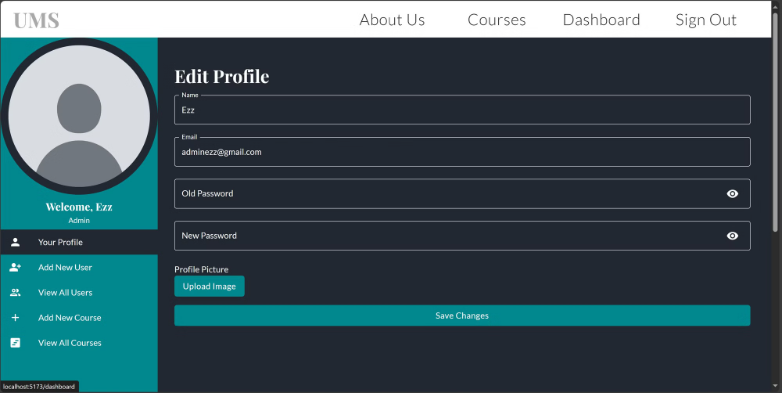 UMS
About Us Courses Dashboard Sign Out
Welcome, Ezz
Admin
Your Profile
Add New User
View All Users
Add New Course
View All Courses
Edit Profile
Name
Ezz
Email
adminezz@gmail.com
Old Password
New Password
Profile Picture
Upload Image
Save Changes
localhost:5173/dashboard